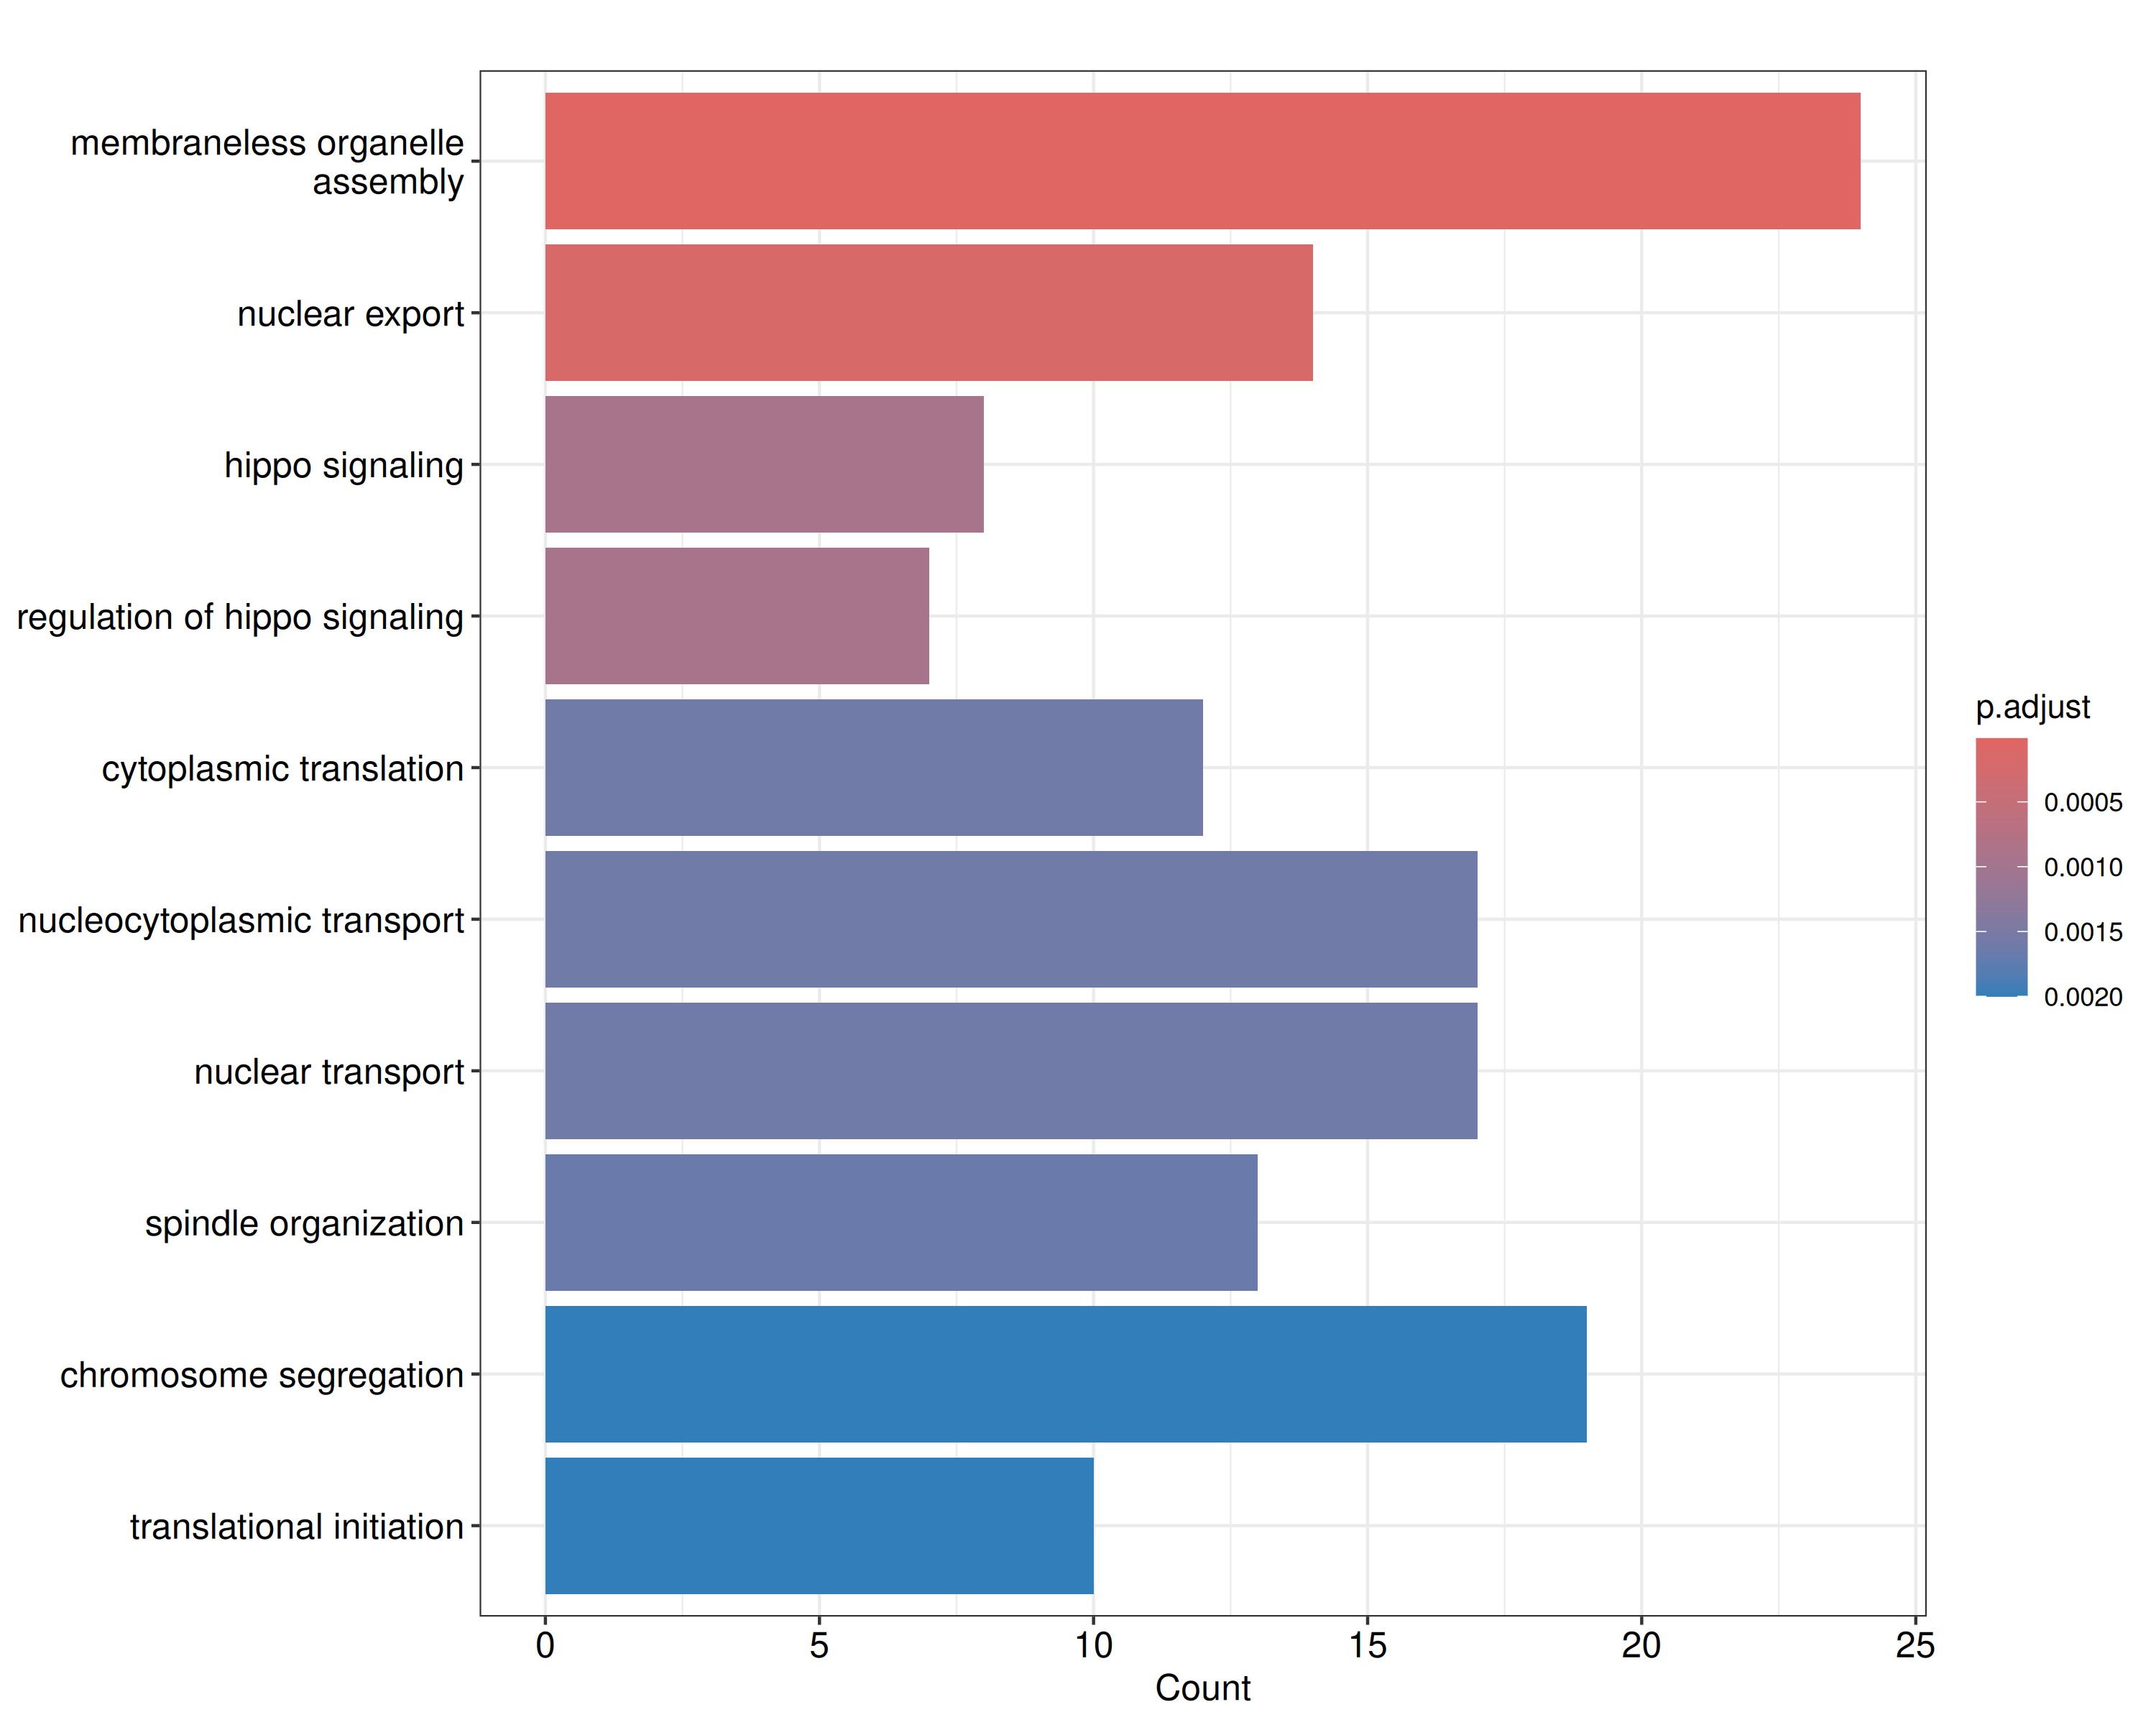 membraneless organelle
assembly
nuclear export
hippo signaling
regulation of hippo signaling
cytoplasmic translation
nucleocytoplasmic transport
nuclear transport
spindle organization
chromosome segregation
translational initiation
0 5 10 15 20 25
Count
p.adjust
0.0005
0.0010
0.0015
0.0020